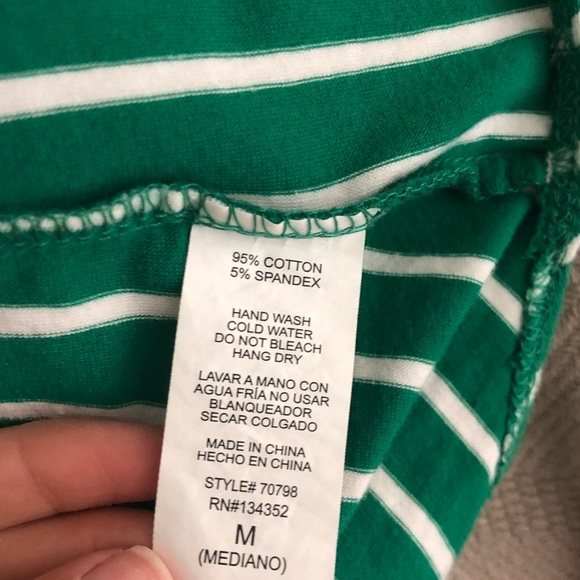 95% COTTON
5% SPANDEX
HAND WASH
COLD WATER
DO NOT BLEACH
HANG DRY
LAVAR A MANO CON
AGUA FRÍA NO USAR
BLANQUEADOR
SECAR COLGADO
MADE IN CHINA
HECHO EN CHINA
STYLE# 70798
RN#134352
M
(MEDIANO)